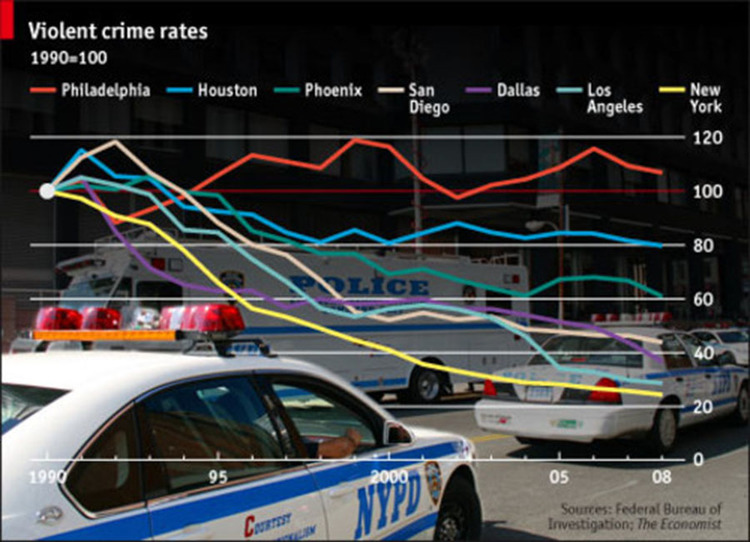 Violent crime rates
1990=100
Philadelphia Houston Phoenix San Diego Dallas Los Angeles New York
120
100
80
60
40
20
0
1990 95 2000 05 08
POLICE
NYPD
COURTESY
Sources: Federal Bureau of
Investigation; The Economist